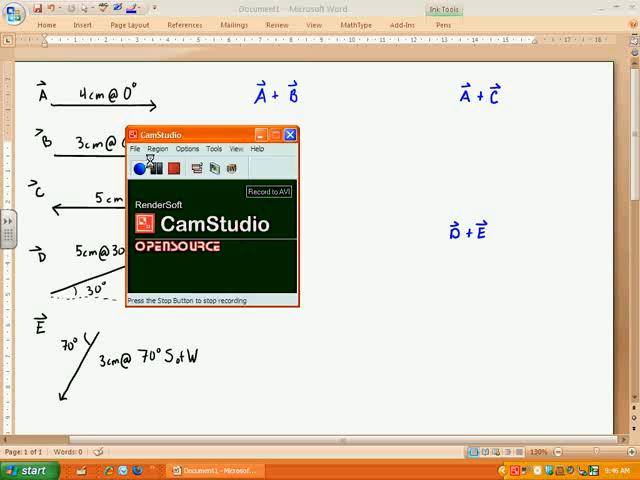 Document1 - Microsoft Word
Ink Tools
Home Insert Page Layout References Mailings Review View MathType Add-Ins Pens
A 4cm@0°
A + B
A + C
B 3cm@
C 5cm
D 5cm@30
30°
D + E
E
70°
3cm@ 70° S of W
CamStudio
File Region Options Tools View Help
Record to AVI
RenderSoft
CamStudio
OPENSOURCE
Press the Stop Button to stop recording
Page: 1 of 1 Words: 0 130%
start Document1 - Microsof... 9:46 AM